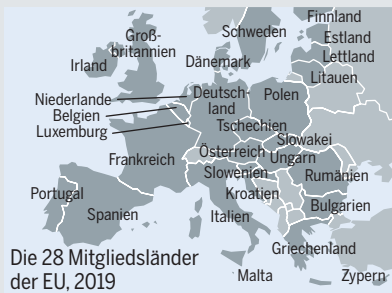 Finnland
Schweden
Groß-
britannien
Estland
Lettland
Irland
Dänemark
Litauen
Niederlande
Deutsch-
land
Polen
Belgien
Luxemburg
Tschechien
Slowakei
Frankreich
Österreich
Ungarn
Slowenien
Rumänien
Portugal
Kroatien
Spanien
Italien
Bulgarien
Griechenland
Die 28 Mitgliedsländer
der EU, 2019
Malta
Zypern